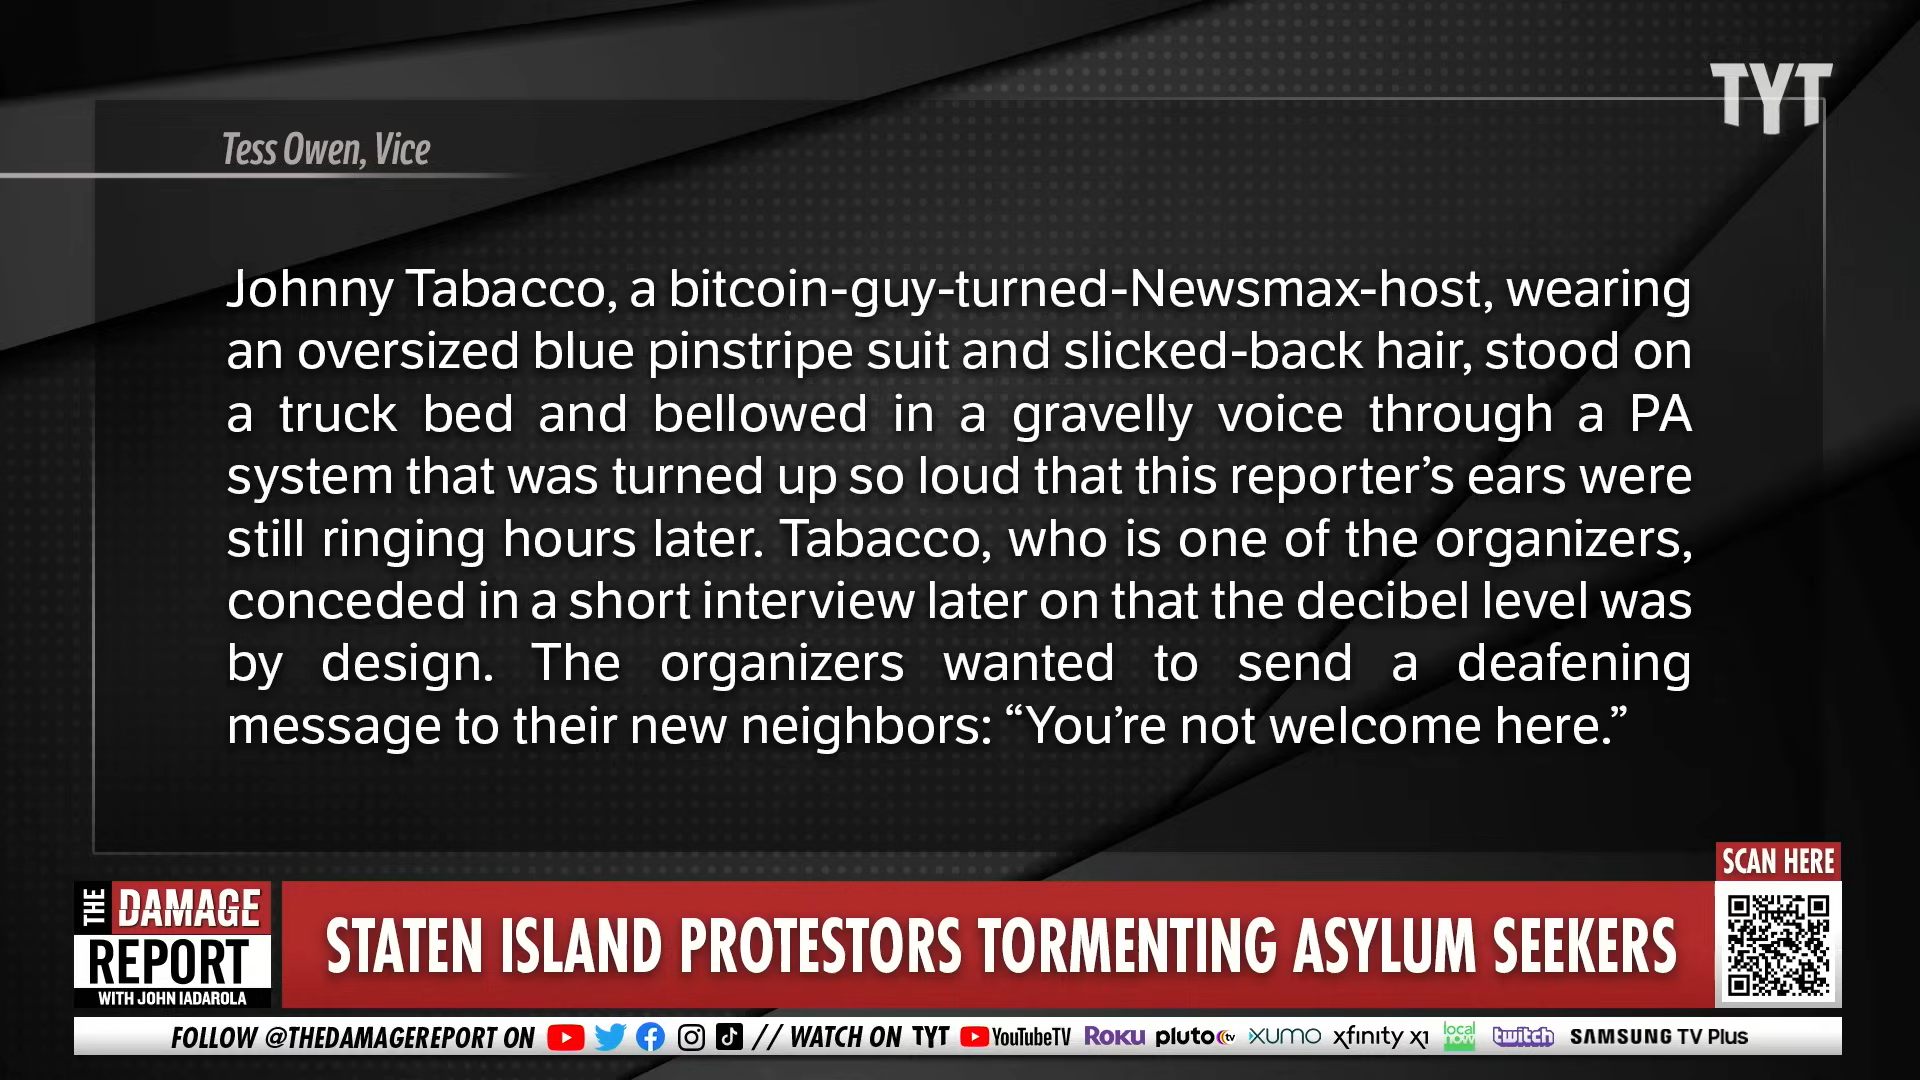 TYT
Tess Owen, Vice
Johnny Tabacco, a bitcoin-guy-turned-Newsmax-host, wearing
an oversized blue pinstripe suit and slicked-back hair, stood on
a truck bed and bellowed in a gravelly voice through a PA
system that was turned up so loud that this reporter’s ears were
still ringing hours later. Tabacco, who is one of the organizers,
conceded in a short interview later on that the decibel level was
by design. The organizers wanted to send a deafening
message to their new neighbors: “You’re not welcome here.”
SCAN HERE
THE DAMAGE
REPORT
WITH JOHN IADAROLA
STATEN ISLAND PROTESTORS TORMENTING ASYLUM SEEKERS
FOLLOW @THEDAMAGEREPORT ON // WATCH ON TYT YouTubeTV ROKU pluto tv XUMO xfinity x1 local now twitch SAMSUNG TV Plus